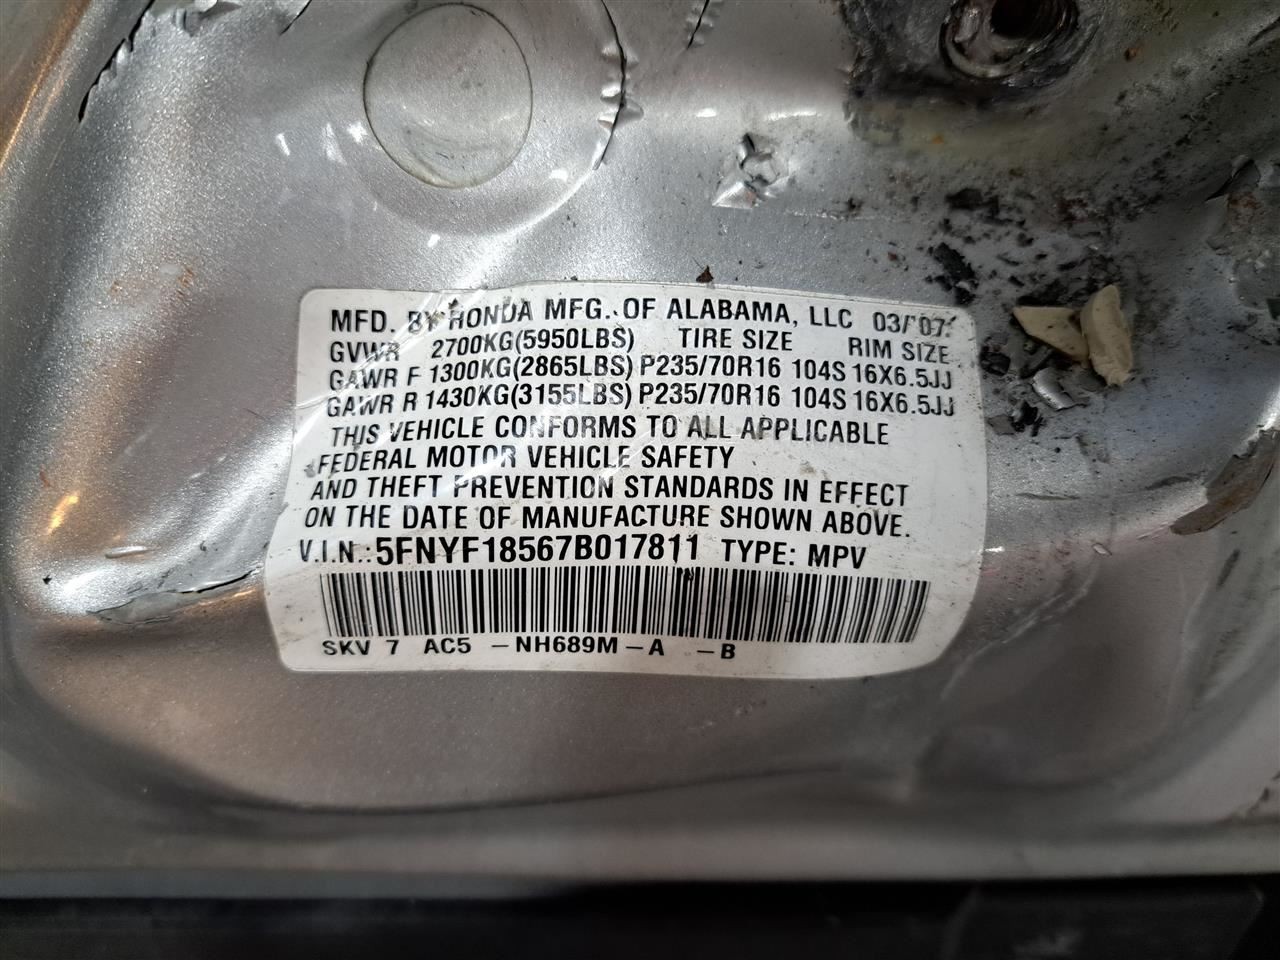 MFD. BY HONDA MFG. OF ALABAMA, LLC 03/07
GVWR 2700KG(5950LBS) TIRE SIZE RIM SIZE
GAWR F 1300KG(2865LBS) P235/70R16 104S 16X6.5JJ
GAWR R 1430KG(3155LBS) P235/70R16 104S 16X6.5JJ
THIS VEHICLE CONFORMS TO ALL APPLICABLE
FEDERAL MOTOR VEHICLE SAFETY
AND THEFT PREVENTION STANDARDS IN EFFECT
ON THE DATE OF MANUFACTURE SHOWN ABOVE.
V.I.N.: 5FNYF18567B017811 TYPE: MPV
SKV 7 AC5 -NH689M-A -B